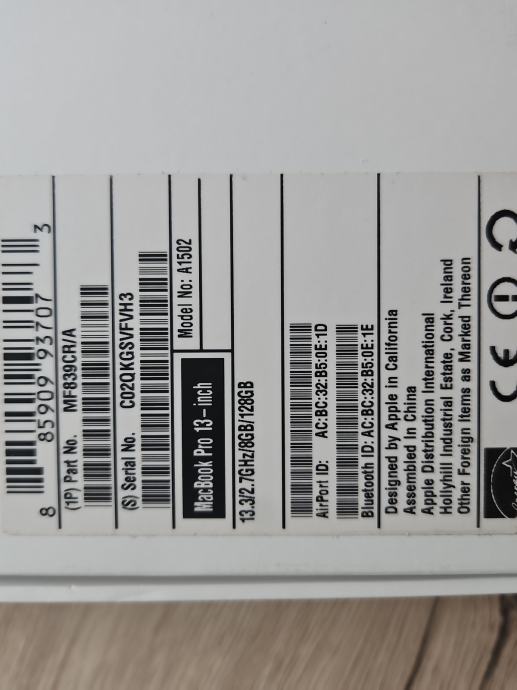 8 85909 93707 3
(1P) Part No. MF839CR/A
(S) Serial No. C02QKGSVFVH3
MacBook Pro 13-inch
Model No: A1502
13.3/2.7GHz/8GB/128GB
AirPort ID: AC:BC:32:B5:0E:1D
Bluetooth ID: AC:BC:32:B5:0E:1E
Designed by Apple in California
Assembled In China
Apple Distribution International
Hollyhill Industrial Estate, Cork, Ireland
Other Foreign Items as Marked Thereon
CE